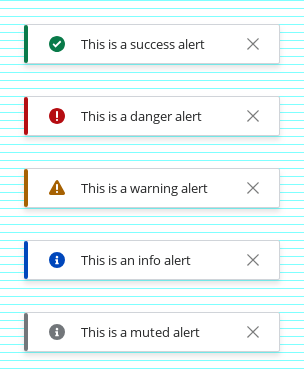 This is a success alert
This is a danger alert
This is a warning alert
This is an info alert
This is a muted alert